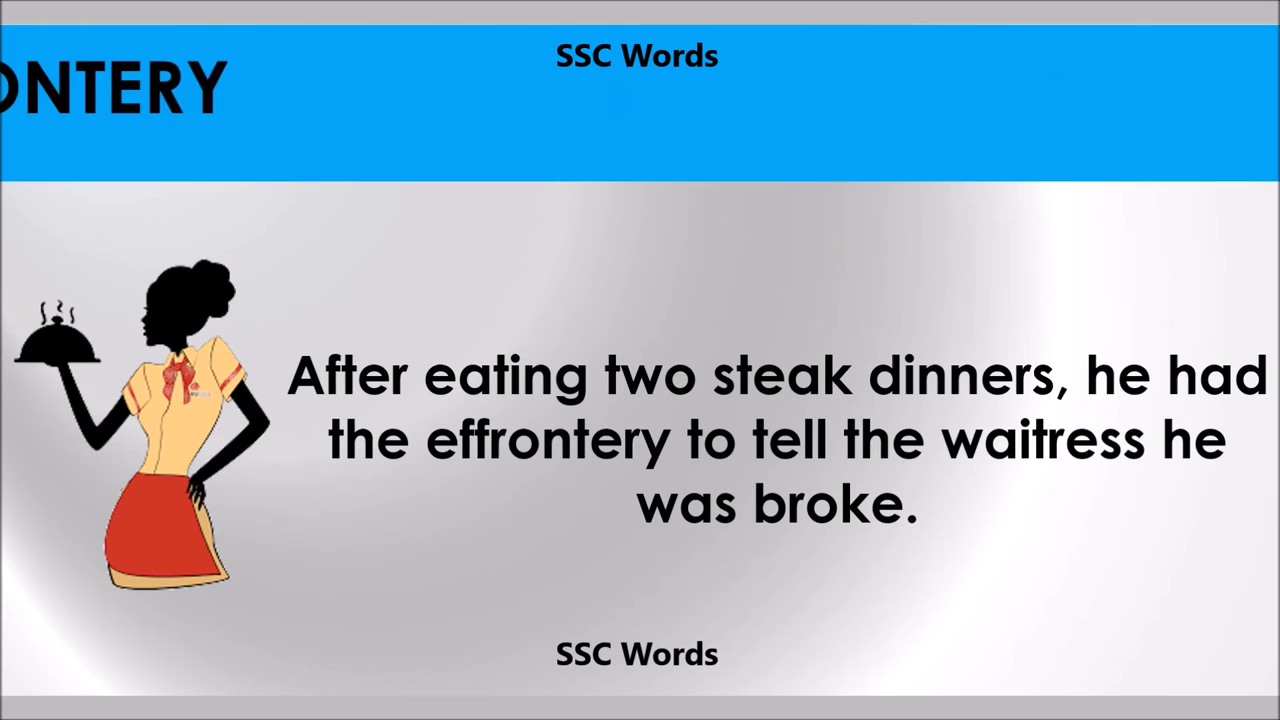 SSC Words
ONTERY
After eating two steak dinners, he had
the effrontery to tell the waitress he
was broke.
SSC Words